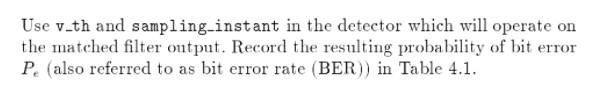 Use v_th and sampling_instant in the detector which will operate on
the matched filter output. Record the resulting probability of bit error
Pₑ (also referred to as bit error rate (BER)) in Table 4.1.